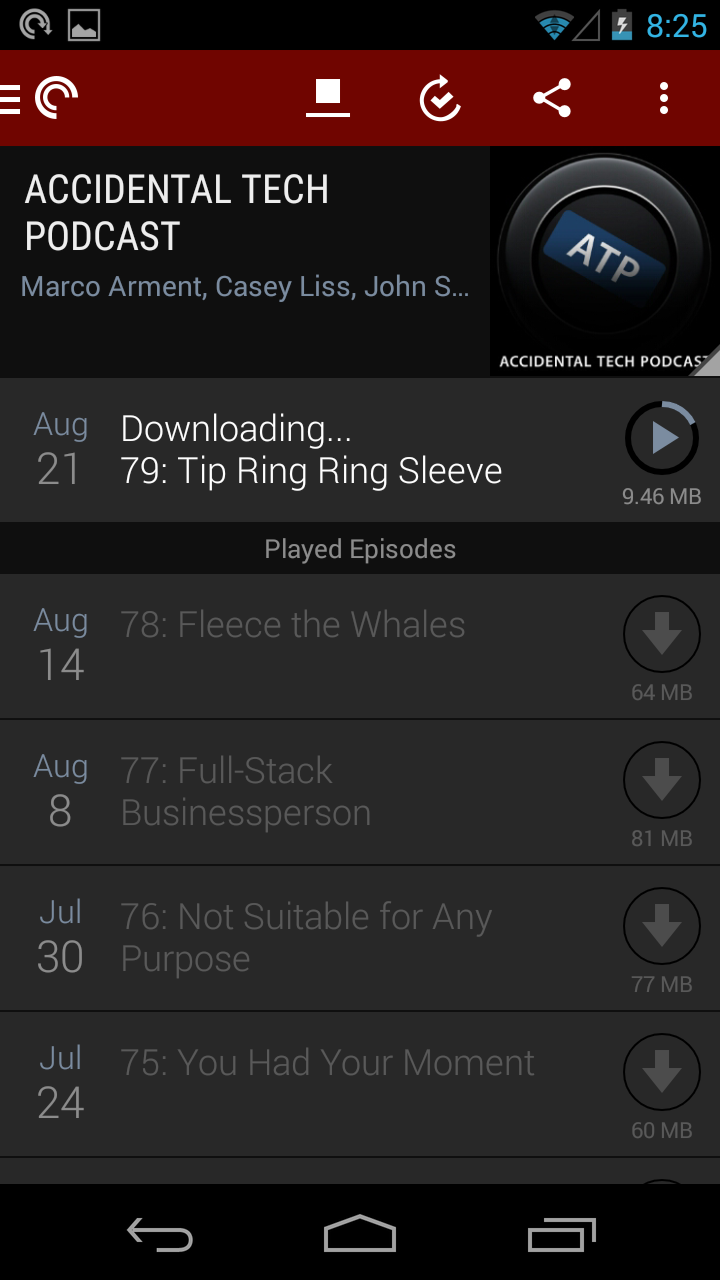 8:25
ACCIDENTAL TECH
PODCAST
Marco Arment, Casey Liss, John S...
ATP
ACCIDENTAL TECH PODCAST
Aug
21
Downloading...
79: Tip Ring Ring Sleeve
9.46 MB
Played Episodes
Aug
14
78: Fleece the Whales
64 MB
Aug
8
77: Full-Stack
Businessperson
81 MB
Jul
30
76: Not Suitable for Any
Purpose
77 MB
Jul
24
75: You Had Your Moment
60 MB